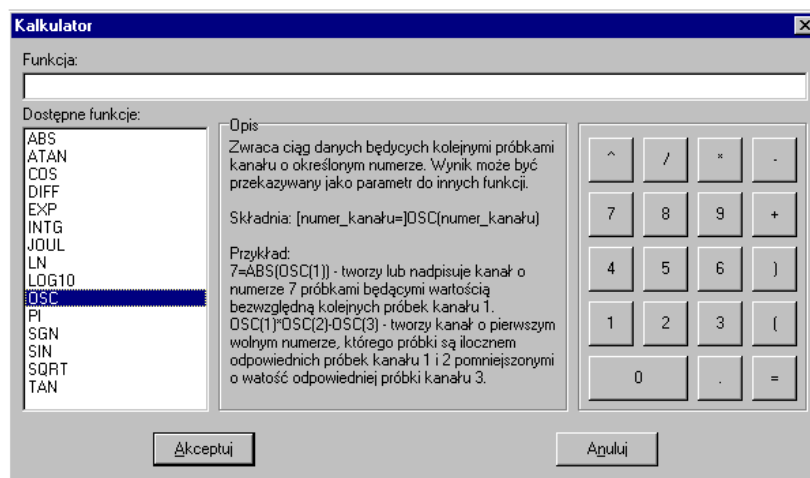 Kalkulator
Funkcja:
Dostępne funkcje:
ABS
ATAN
COS
DIFF
EXP
INTG
JOUL
LN
LOG10
OSC
PI
SGN
SIN
SQRT
TAN
Opis
Zwraca ciąg danych będycych kolejnymi próbkami
kanału o określonym numerze. Wynik może być
przekazywany jako parametr do innych funkcji.
Składnia: [numer_kanału=]OSC(numer_kanału)
Przykład:
7=ABS(OSC(1)) - tworzy lub nadpisuje kanał o
numerze 7 próbkami będącymi wartością
bezwzględną kolejnych próbek kanału 1.
OSC(1)*OSC(2)-OSC(3) - tworzy kanał o pierwszym
wolnym numerze, którego próbki są ilocznem
odpowiednich próbek kanału 1 i 2 pomniejszonymi
o watość odpowiedniej próbki kanału 3.
^ / * -
7 8 9 +
4 5 6 )
1 2 3 (
0 . =
Akceptuj
Anuluj